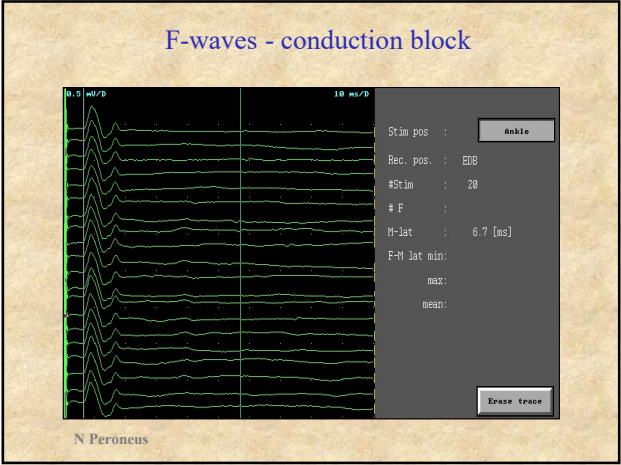 F-waves - conduction block
0.5 mV/D 10 ms/D
Stim pos : Ankle
Rec. pos. : EDB
#Stim : 20
# F :
M-lat : 6.7 [ms]
F-M lat min:
max:
mean:
Erase trace
N Peroneus